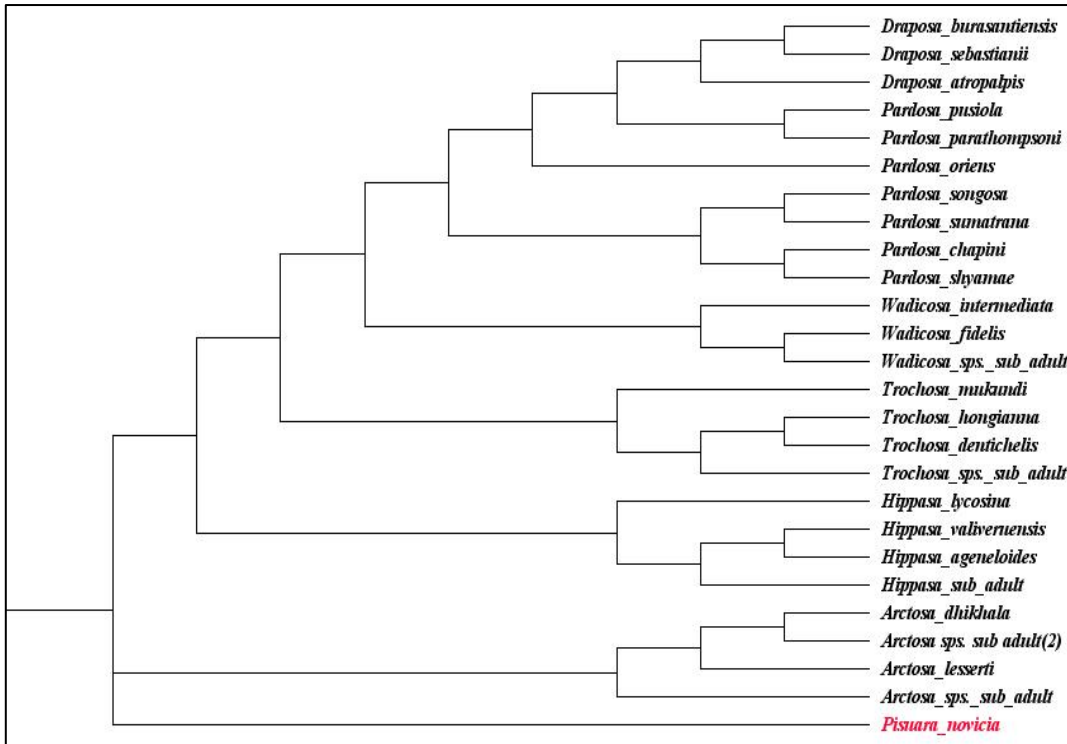 Draposa_burasantiensis
Draposa_sebastianii
Draposa_atropalpis
Pardosa_pusiola
Pardosa_parathompsoni
Pardosa_oriens
Pardosa_songosa
Pardosa_sumatrana
Pardosa_chapini
Pardosa_shyamae
Wadicosa_intermediata
Wadicosa_fidelis
Wadicosa_sps._sub_adult
Trochosa_mukundi
Trochosa_hongianna
Trochosa_dentichelis
Trochosa_sps._sub_adult
Hippasa_lycosina
Hippasa_valiveruensis
Hippasa_ageneloides
Hippasa_sub_adult
Arctosa_dhikhala
Arctosa sps. sub adult(2)
Arctosa_lesserti
Arctosa_sps._sub_adult
Pisuara_novicia